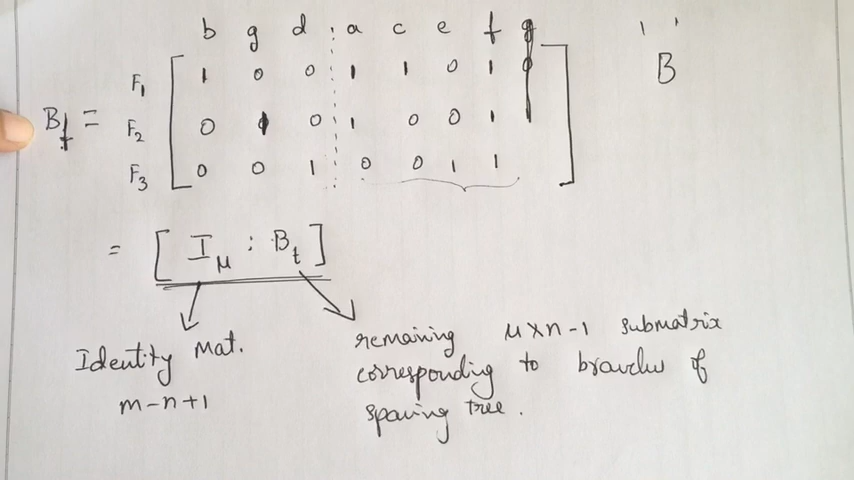 b g d : a c e f
F1 1 0 0 1 1 0 1
Bf = F2 0 1 0 1 0 0 1
F3 0 0 1 0 0 1 1
B
= [ Iμ : Bt ]
Identity Mat.
m-n+1
remaining μ×n-1 submatrix
corresponding to branches of
spaning tree.